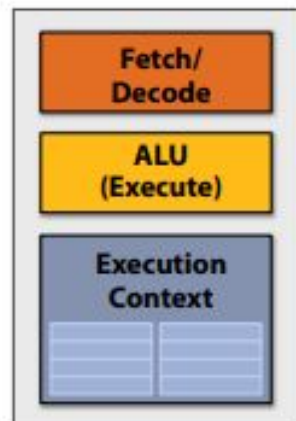 Fetch/
Decode
ALU
(Execute)
Execution
Context